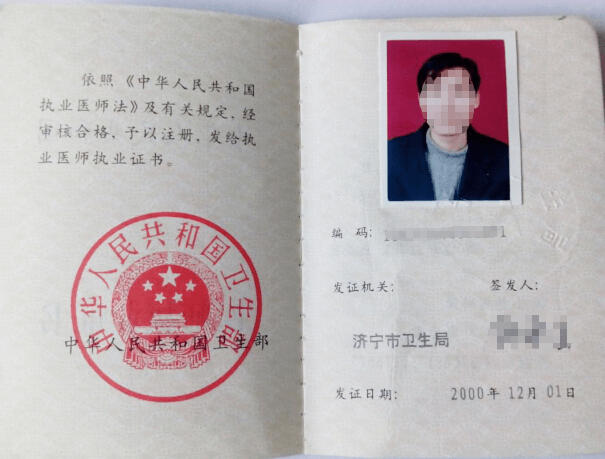 依照《中华人民共和国
执业医师法》及有关规定，经
审核合格，予以注册，发给执
业医师执业证书。
中华人民共和国卫生部
中华人民共和国卫生部
编 码：
发证机关：
签发人：
济宁市卫生局
发证日期：
2000年 12月 01日